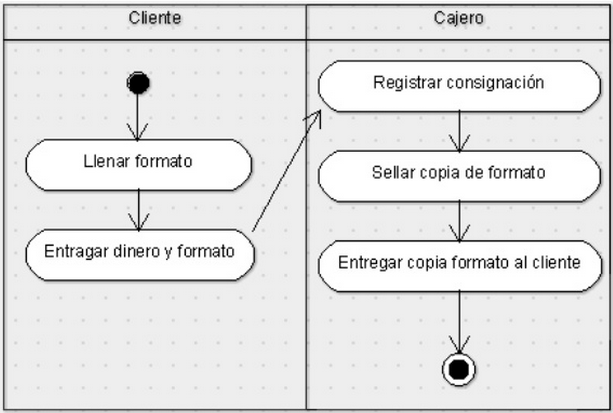 Cliente
Cajero
Llenar formato
Entragar dinero y formato
Registrar consignación
Sellar copia de formato
Entregar copia formato al cliente